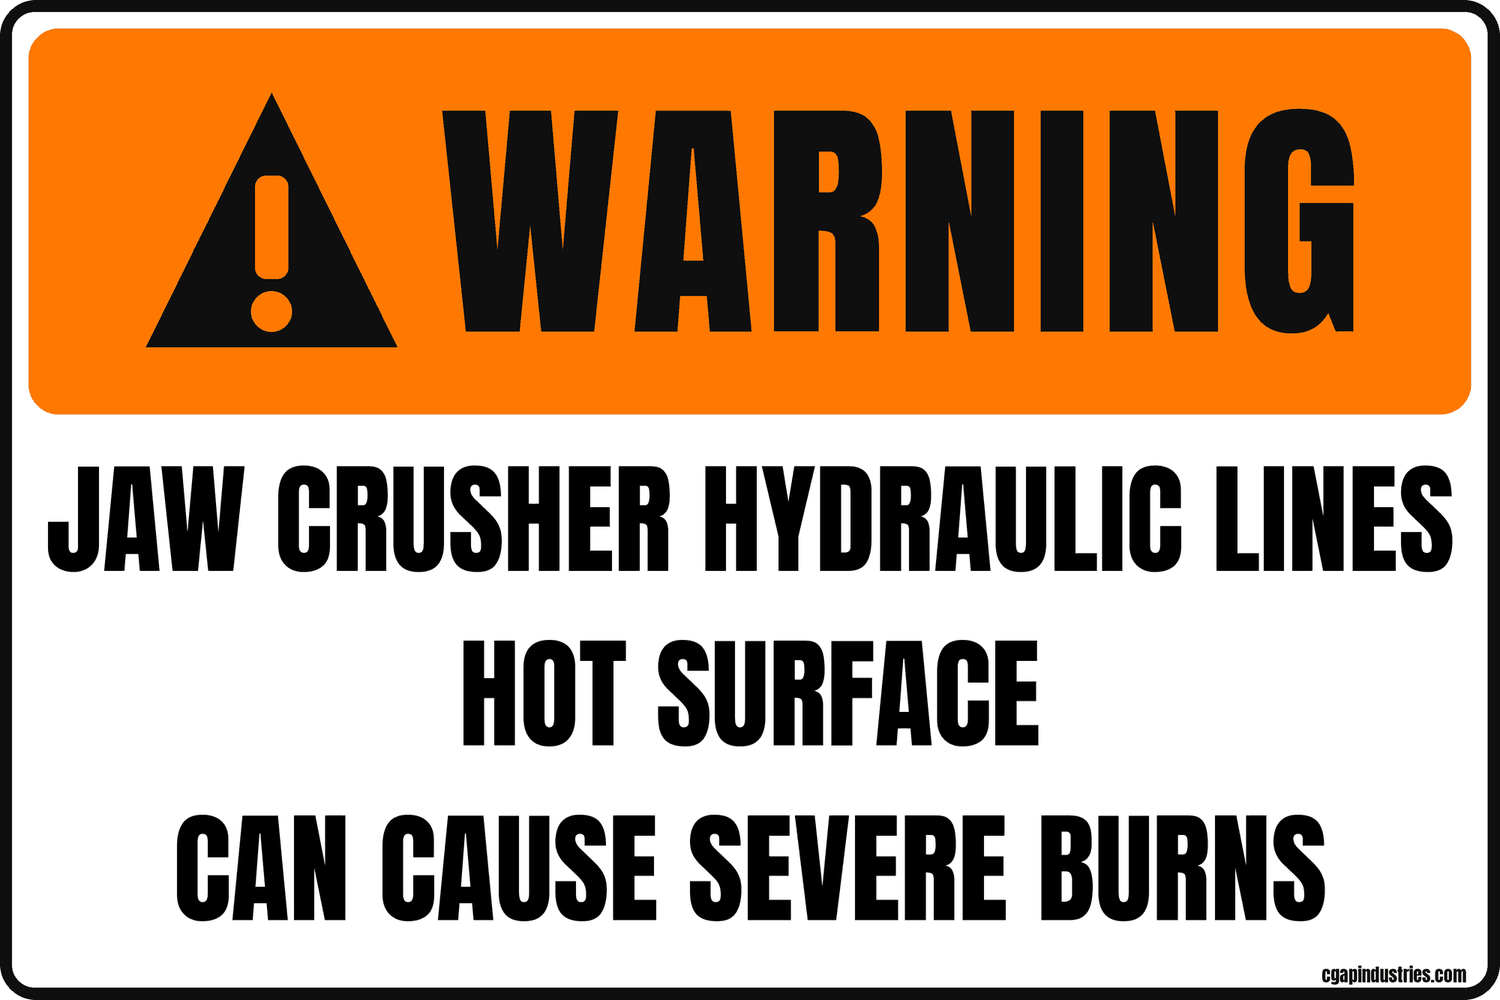 WARNING
JAW CRUSHER HYDRAULIC LINES
HOT SURFACE
CAN CAUSE SEVERE BURNS
cgapindustries.com